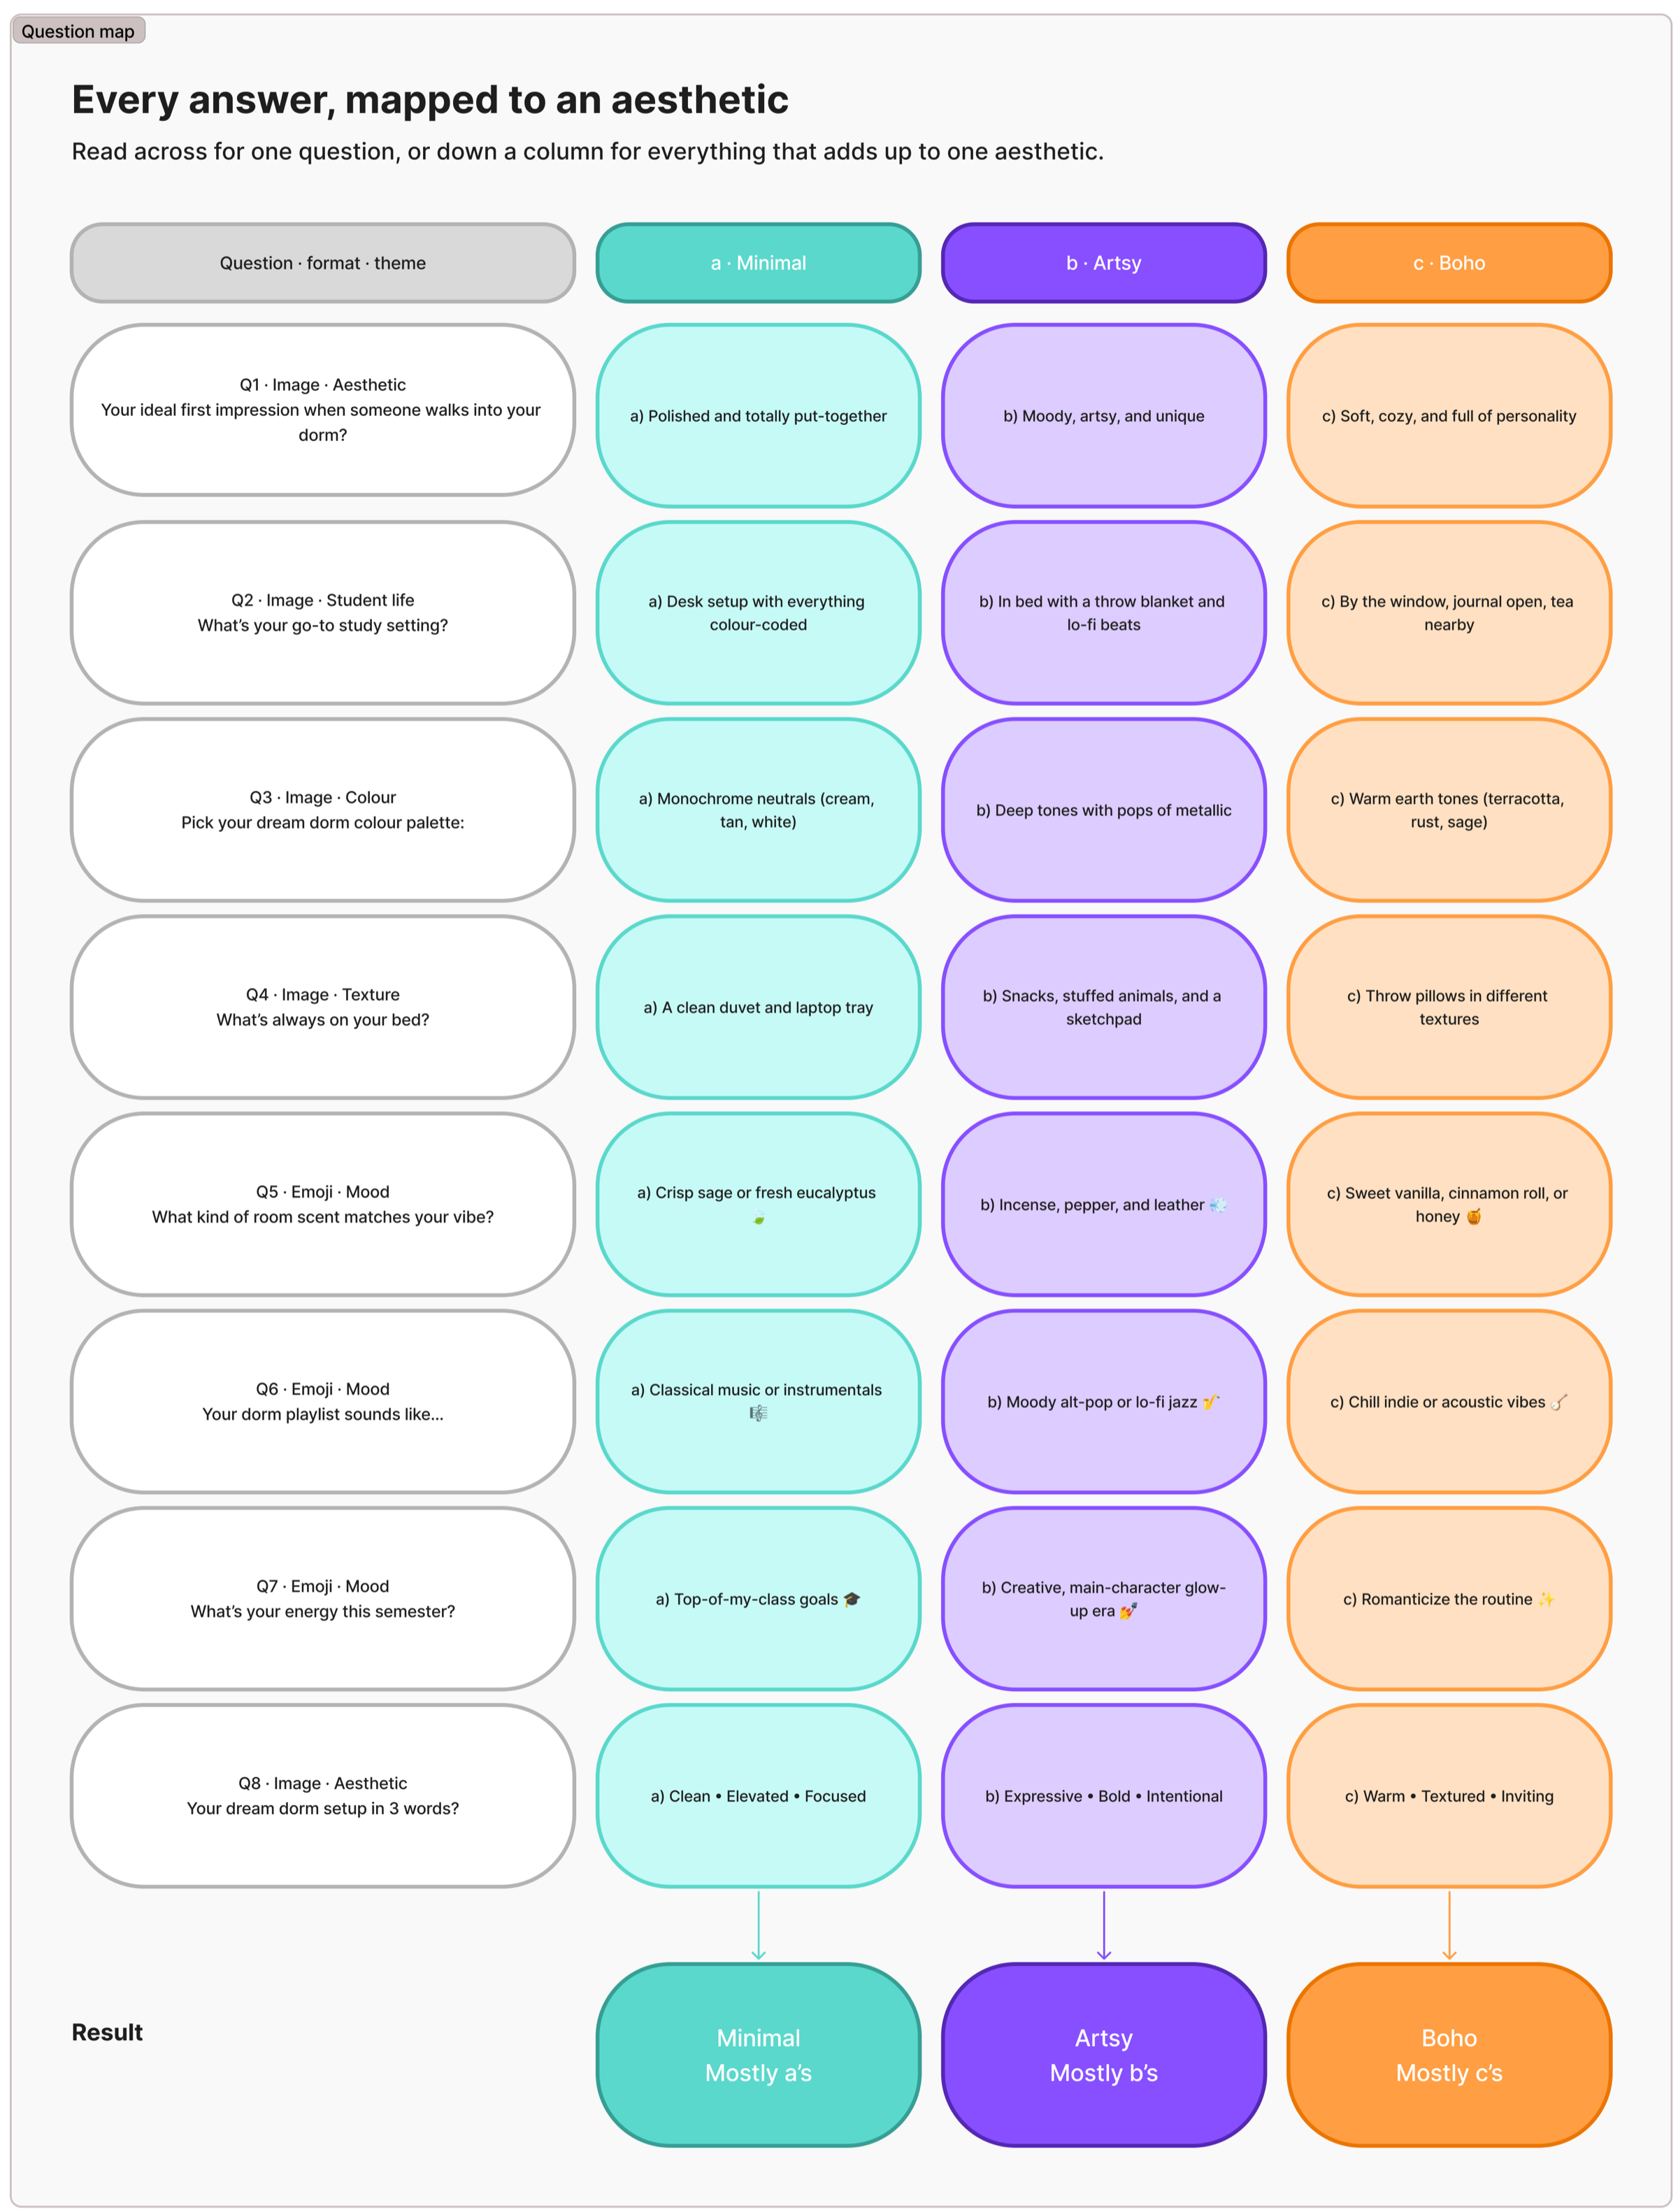 Question map
Every answer, mapped to an aesthetic
Read across for one question, or down a column for everything that adds up to one aesthetic.
Question · format · theme
a · Minimal
b · Artsy
c · Boho
Q1 · Image · Aesthetic
Your ideal first impression when someone walks into your
dorm?
a) Polished and totally put-together
b) Moody, artsy, and unique
c) Soft, cozy, and full of personality
Q2 · Image · Student life
What’s your go-to study setting?
a) Desk setup with everything
colour-coded
b) In bed with a throw blanket and
lo-fi beats
c) By the window, journal open, tea
nearby
Q3 · Image · Colour
Pick your dream dorm colour palette:
a) Monochrome neutrals (cream,
tan, white)
b) Deep tones with pops of metallic
c) Warm earth tones (terracotta,
rust, sage)
Q4 · Image · Texture
What’s always on your bed?
a) A clean duvet and laptop tray
b) Snacks, stuffed animals, and a
sketchpad
c) Throw pillows in different
textures
Q5 · Emoji · Mood
What kind of room scent matches your vibe?
a) Crisp sage or fresh eucalyptus
🍃
b) Incense, pepper, and leather 💨
c) Sweet vanilla, cinnamon roll, or
honey 🍯
Q6 · Emoji · Mood
Your dorm playlist sounds like…
a) Classical music or instrumentals
🎼
b) Moody alt-pop or lo-fi jazz 🎷
c) Chill indie or acoustic vibes 🪕
Q7 · Emoji · Mood
What’s your energy this semester?
a) Top-of-my-class goals 🎓
b) Creative, main-character glow-
up era 💅
c) Romanticize the routine ✨
Q8 · Image · Aesthetic
Your dream dorm setup in 3 words?
a) Clean • Elevated • Focused
b) Expressive • Bold • Intentional
c) Warm • Textured • Inviting
Result
Minimal
Mostly a’s
Artsy
Mostly b’s
Boho
Mostly c’s